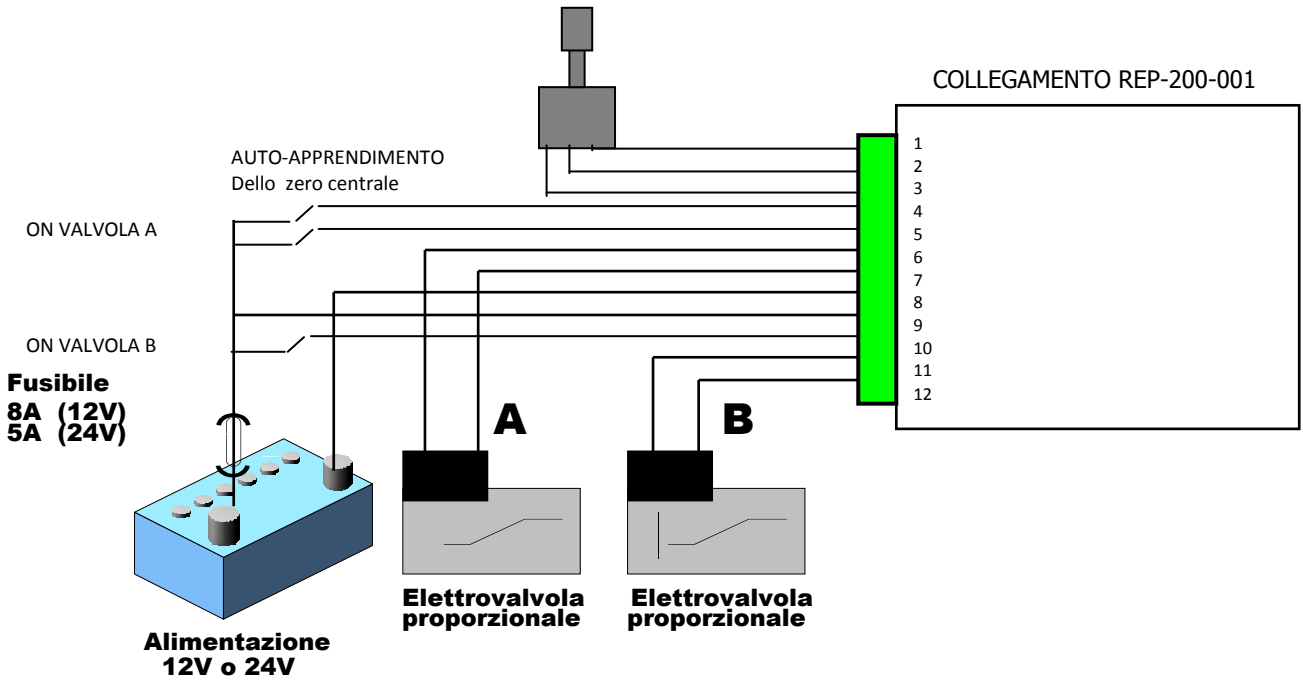 COLLEGAMENTO REP-200-001
1
2
3
4
5
6
7
8
9
10
11
12
AUTO-APPRENDIMENTO
Dello zero centrale
ON VALVOLA A
ON VALVOLA B
Fusibile
8A (12V)
5A (24V)
A
B
Elettrovalvola
proporzionale
Elettrovalvola
proporzionale
Alimentazione
12V o 24V